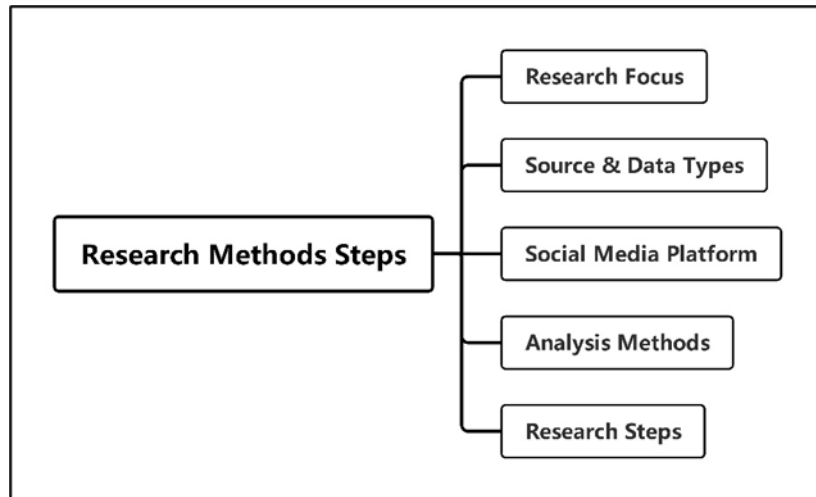 Research Focus
Source & Data Types
Research Methods Steps
Social Media Platform
Analysis Methods
Research Steps